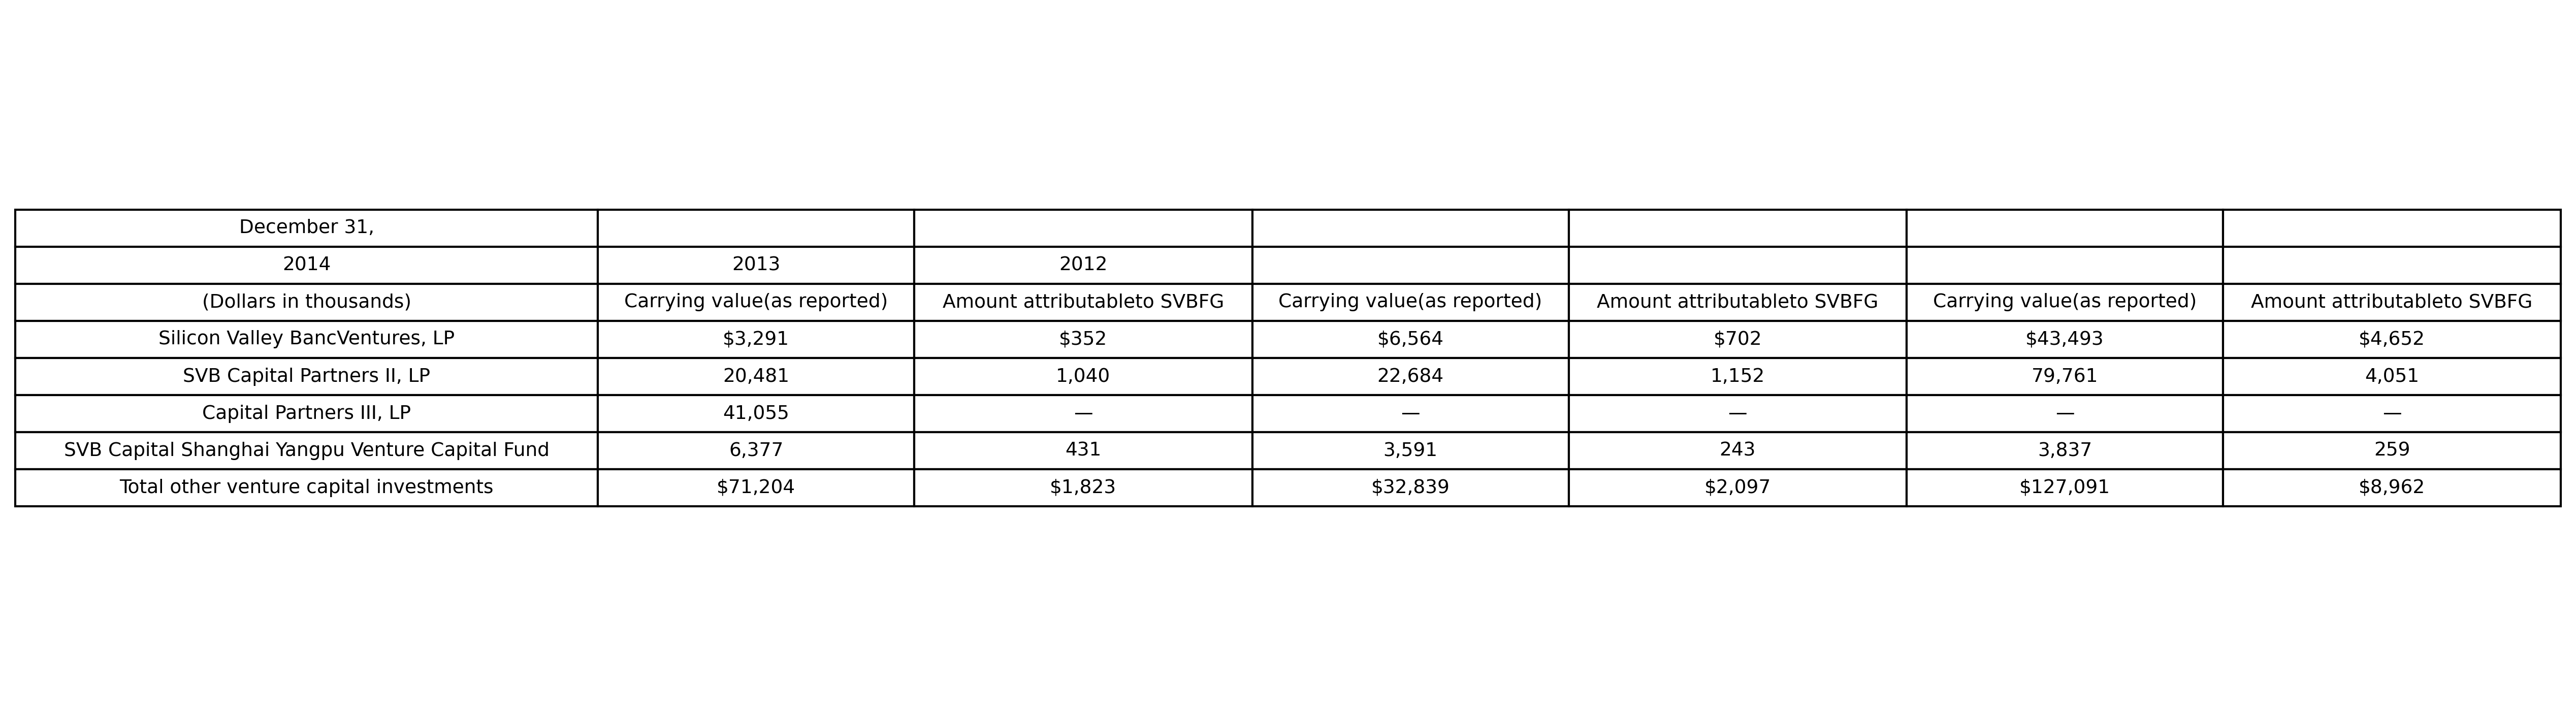 December 31,
2014 2013 2012
(Dollars in thousands) Carrying value(as reported) Amount attributableto SVBFG Carrying value(as reported) Amount attributableto SVBFG Carrying value(as reported) Amount attributableto SVBFG
Silicon Valley BancVentures, LP $3,291 $352 $6,564 $702 $43,493 $4,652
SVB Capital Partners II, LP 20,481 1,040 22,684 1,152 79,761 4,051
Capital Partners III, LP 41,055 — — — — —
SVB Capital Shanghai Yangpu Venture Capital Fund 6,377 431 3,591 243 3,837 259
Total other venture capital investments $71,204 $1,823 $32,839 $2,097 $127,091 $8,962